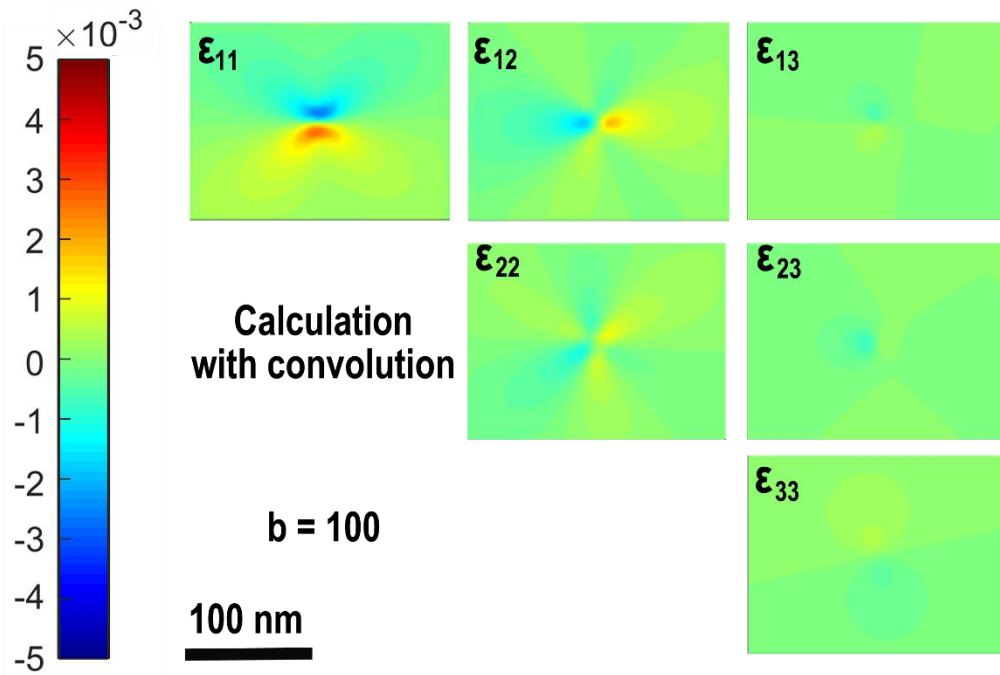 ×10⁻³
5
4
3
2
1
0
-1
-2
-3
-4
-5
ε₁₁
ε₁₂
ε₁₃
ε₂₂
ε₂₃
Calculation
with convolution
ε₃₃
b = 100
100 nm